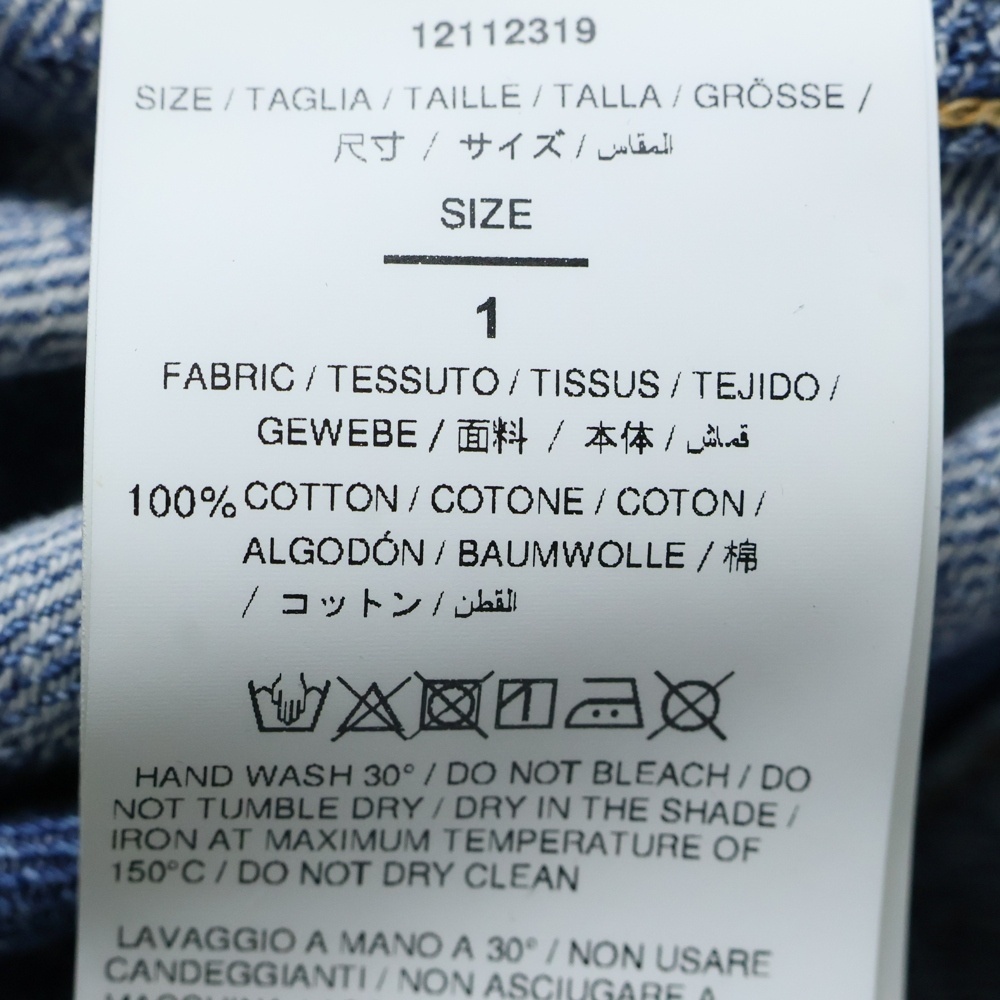 12112319
SIZE / TAGLIA / TAILLE / TALLA / GRÖSSE /
尺寸 / サイズ / المقاس
SIZE
1
FABRIC / TESSUTO / TISSUS / TEJIDO /
GEWEBE / 面料 / 本体 / قماش
100% COTTON / COTONE / COTON /
ALGODÓN / BAUMWOLLE / 棉
/ コットン / القطن
HAND WASH 30° / DO NOT BLEACH / DO
NOT TUMBLE DRY / DRY IN THE SHADE /
IRON AT MAXIMUM TEMPERATURE OF
150°C / DO NOT DRY CLEAN
LAVAGGIO A MANO A 30° / NON USARE
CANDEGGIANTI / NON ASCIUGARE A